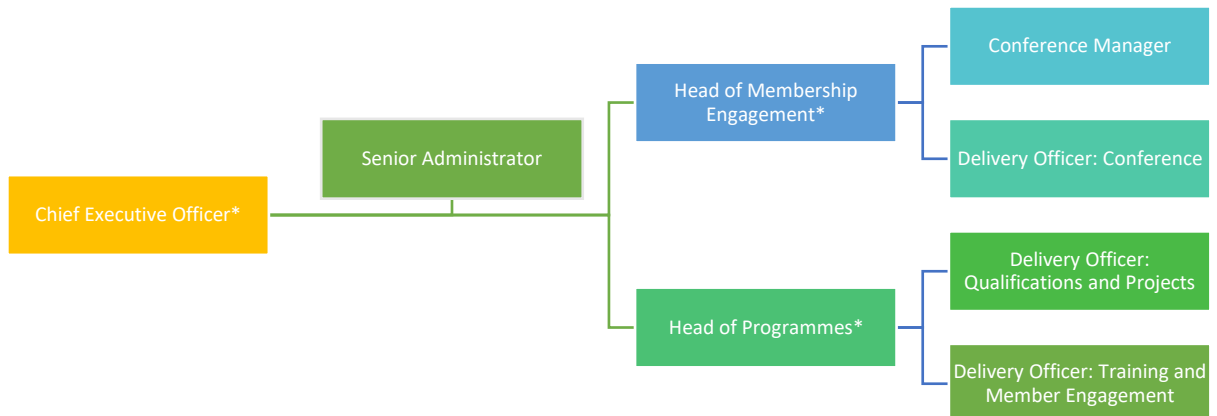 Chief Executive Officer*
Senior Administrator
Head of Membership
Engagement*
Conference Manager
Delivery Officer: Conference
Head of Programmes*
Delivery Officer:
Qualifications and Projects
Delivery Officer: Training and
Member Engagement